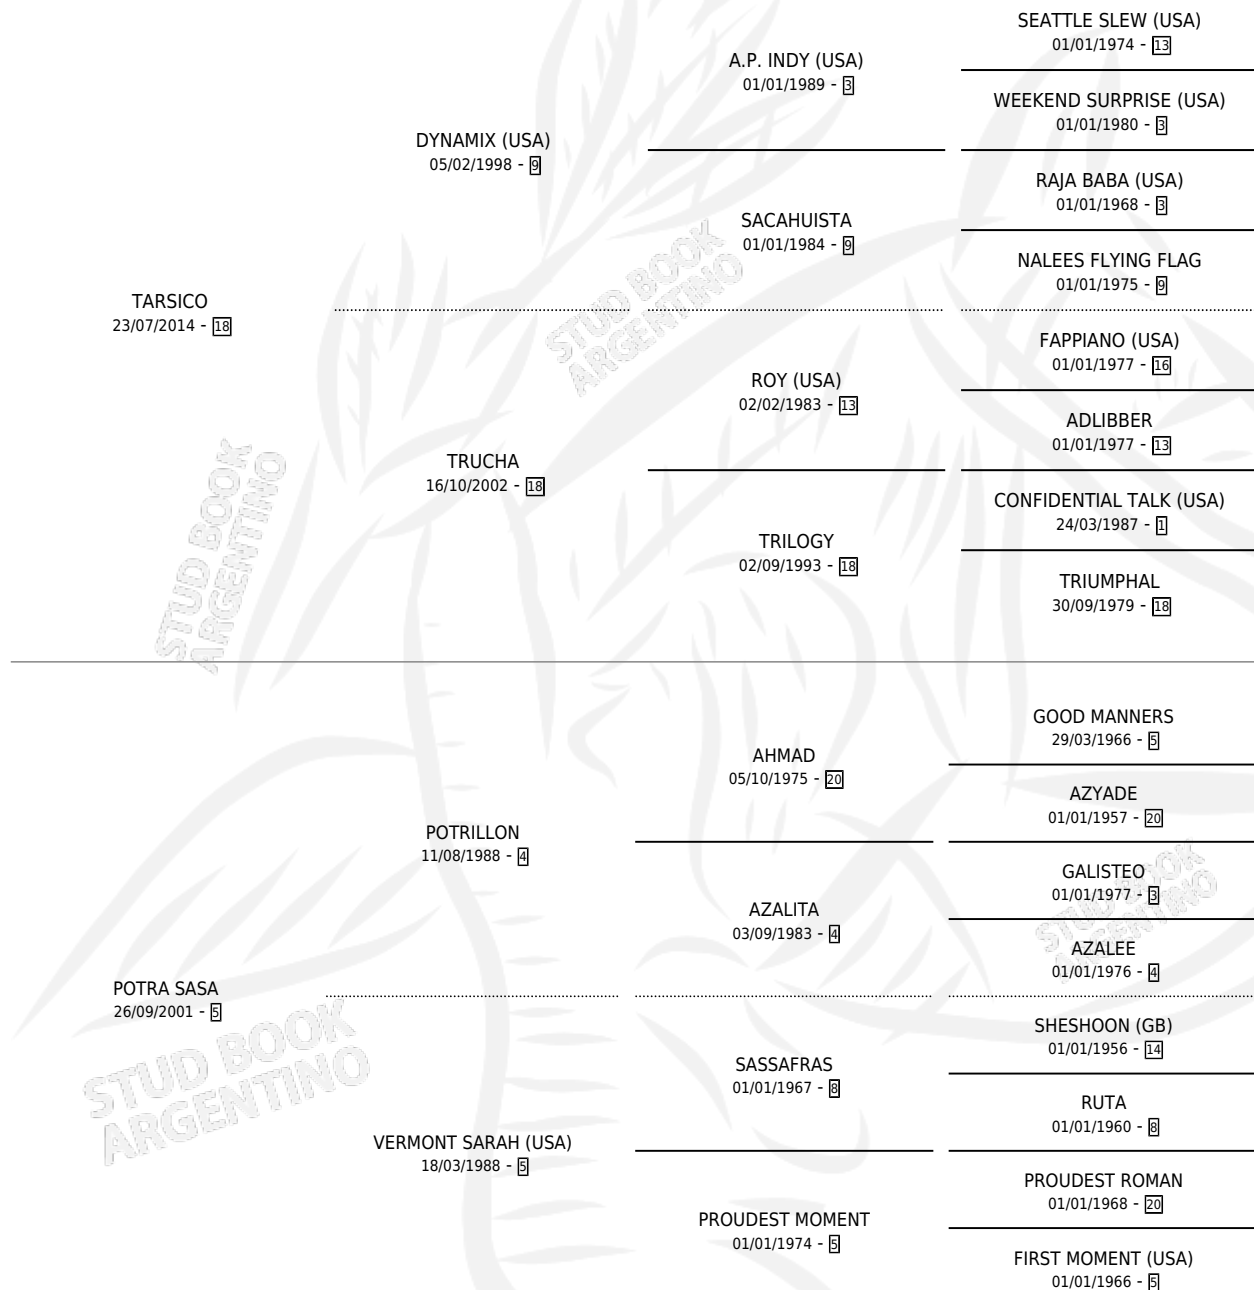 SEATTLE SLEW (USA)
01/01/1974 - 13
A.P. INDY (USA)
01/01/1989 - 3
WEEKEND SURPRISE (USA)
01/01/1980 - 3
DYNAMIX (USA)
05/02/1998 - 9
RAJA BABA (USA)
01/01/1968 - 3
SACAHUISTA
01/01/1984 - 9
NALEES FLYING FLAG
01/01/1975 - 9
TARSICO
23/07/2014 - 18
STUD BOOK
ARGENTINO
FAPPIANO (USA)
01/01/1977 - 16
ROY (USA)
02/02/1983 - 13
ADLIBBER
01/01/1977 - 13
TRUCHA
16/10/2002 - 18
CONFIDENTIAL TALK (USA)
24/03/1987 - 1
TRILOGY
02/09/1993 - 18
TRIUMPHAL
30/09/1979 - 18
STUD BOOK
ARGENTINO
GOOD MANNERS
29/03/1966 - 5
AHMAD
05/10/1975 - 20
AZYADE
01/01/1957 - 20
POTRILLON
11/08/1988 - 4
GALISTEO
01/01/1977 - 3
AZALITA
03/09/1983 - 4
AZALEE
01/01/1976 - 4
STUD BOOK
ARGENTINO
POTRA SASA
26/09/2001 - 5
SHESHOON (GB)
01/01/1956 - 14
SASSAFRAS
01/01/1967 - 8
RUTA
01/01/1960 - 8
STUD BOOK
ARGENTINO
VERMONT SARAH (USA)
18/03/1988 - 5
PROUDEST ROMAN
01/01/1968 - 20
PROUDEST MOMENT
01/01/1974 - 5
FIRST MOMENT (USA)
01/01/1966 - 5